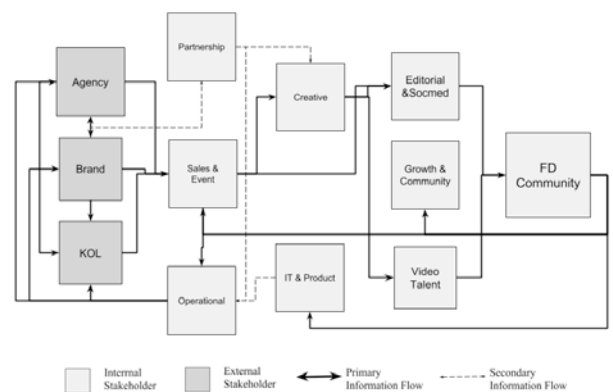 Partnership
Agency
Creative
Editorial
&Socmed
Brand
Sales &
Event
Growth &
Community
FD
Community
KOL
Operational
IT & Product
Video
Talent
Interrnal
Stakeholder
External
Stakeholder
Primary
Information Flow
Secondary
Information Flow